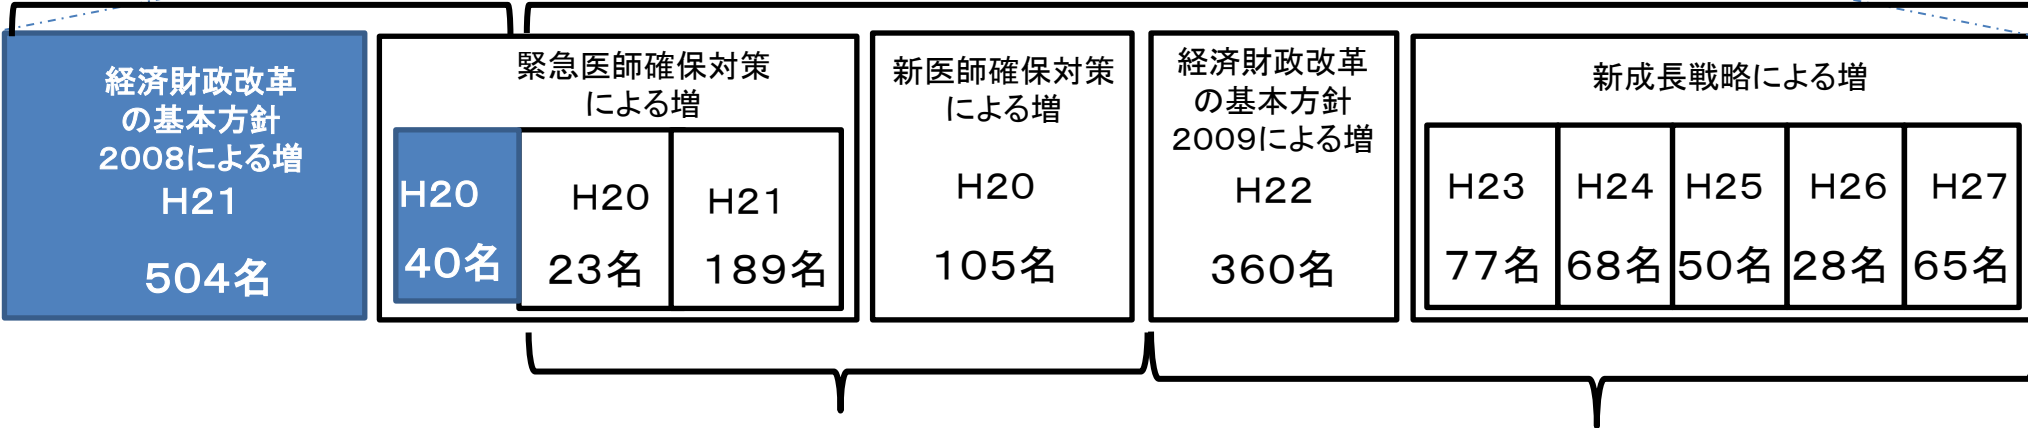 経済財政改革
の基本方針
2008による増
H21
504名
緊急医師確保対策
による増
H20
40名
H20
23名
H21
189名
新医師確保対策
による増
H20
105名
経済財政改革
の基本方針
2009による増
H22
360名
新成長戦略による増
H23
77名
H24
68名
H25
50名
H26
28名
H27
65名